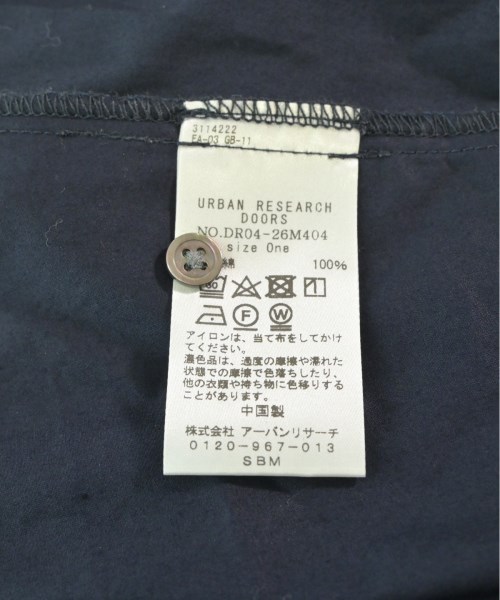 3114222
FA-03 GB-11
URBAN RESEARCH
DOORS
NO.DR04-26M404
size One
綿 100%
30
F W
アイロンは、当て布をしてかけ
てください。
濃色品は、過度の摩擦や濡れた
状態での摩擦で色落ちしたり、
他の衣類や持ち物に色移りする
ことがあります。
中国製
株式会社 アーバンリサーチ
0120-967-013
SBM